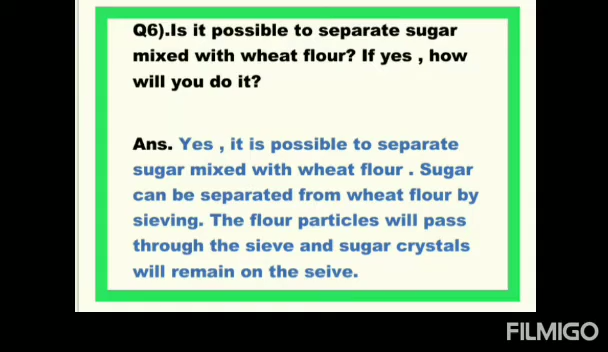 Q6).Is it possible to separate sugar
mixed with wheat flour? If yes , how
will you do it?
Ans. Yes , it is possible to separate
sugar mixed with wheat flour . Sugar
can be separated from wheat flour by
sieving. The flour particles will pass
through the sieve and sugar crystals
will remain on the seive.
FILMIGO